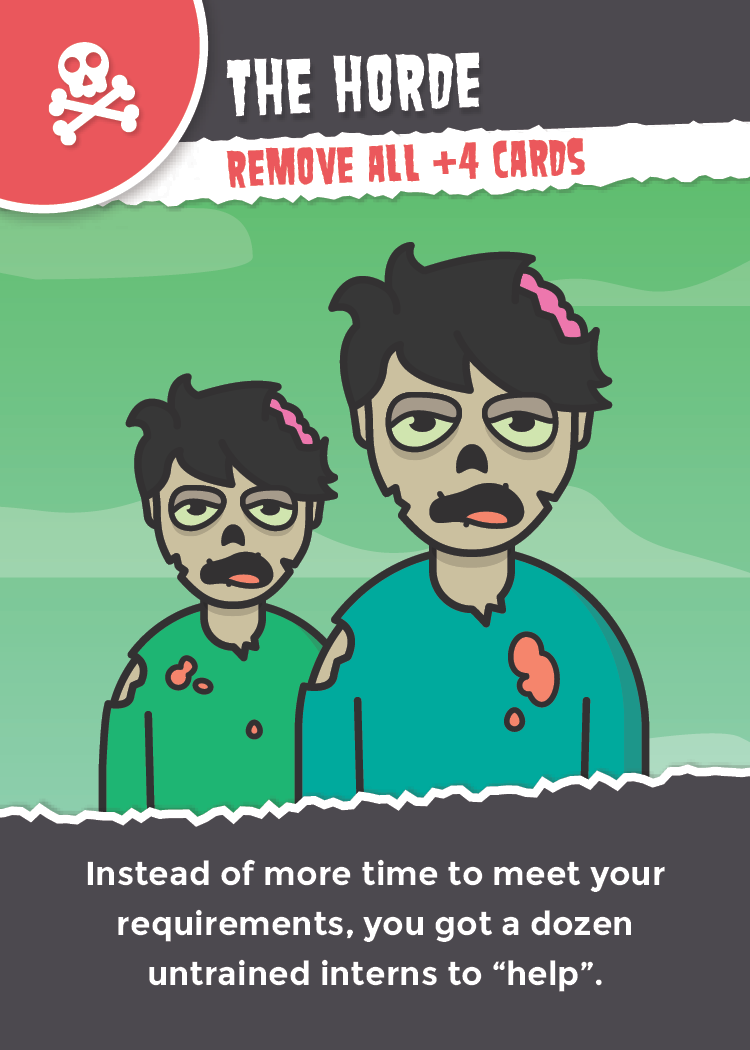 THE HORDE
REMOVE ALL +4 CARDS
Instead of more time to meet your
requirements, you got a dozen
untrained interns to “help”.